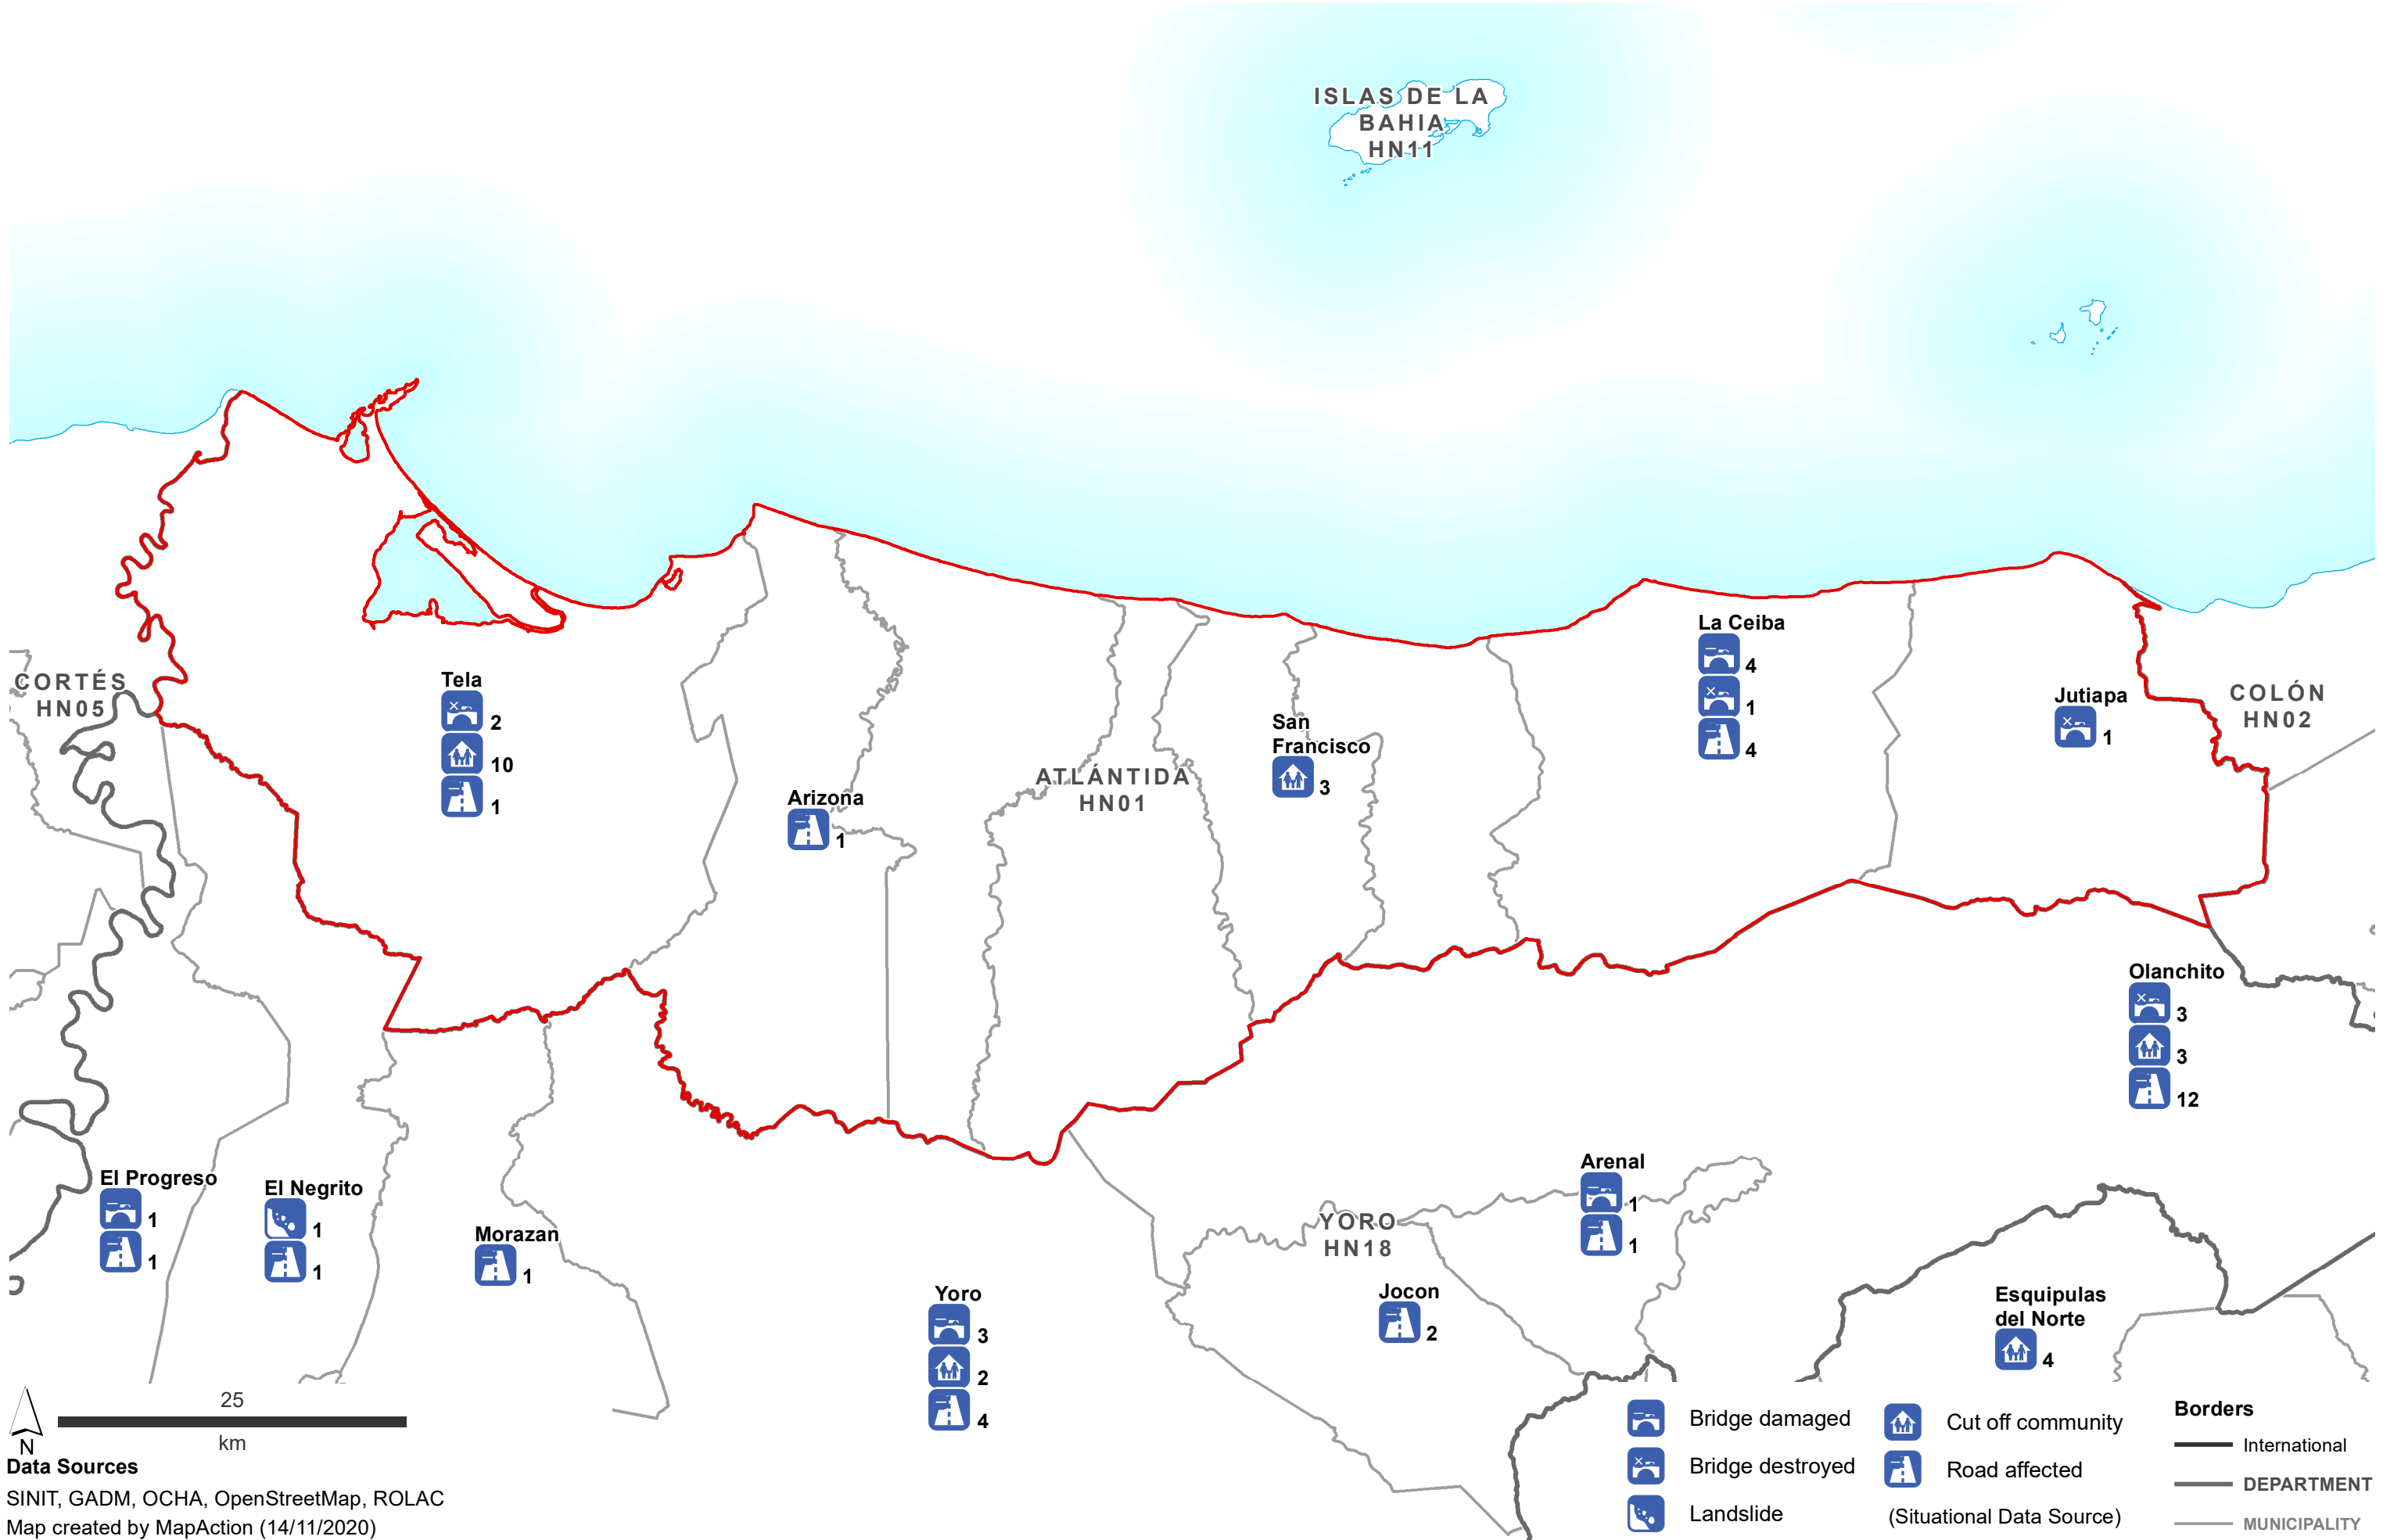 ISLAS DE LA
BAHIA
HN11
CORTÉS
HN05
Tela
2
10
1
Arizona
1
ATLÁNTIDA
HN01
San
Francisco
3
La Ceiba
4
1
4
Jutiapa
1
COLÓN
HN02
Olanchito
3
3
12
El Progreso
1
1
El Negrito
1
1
Morazan
1
Yoro
3
2
4
YORO
HN18
Arenal
1
1
Jocon
2
Esquipulas
del Norte
4
25
km
N
Data Sources
SINIT, GADM, OCHA, OpenStreetMap, ROLAC
Map created by MapAction (14/11/2020)
Bridge damaged
Bridge destroyed
Landslide
Cut off community
Road affected
(Situational Data Source)
Borders
International
DEPARTMENT
MUNICIPALITY